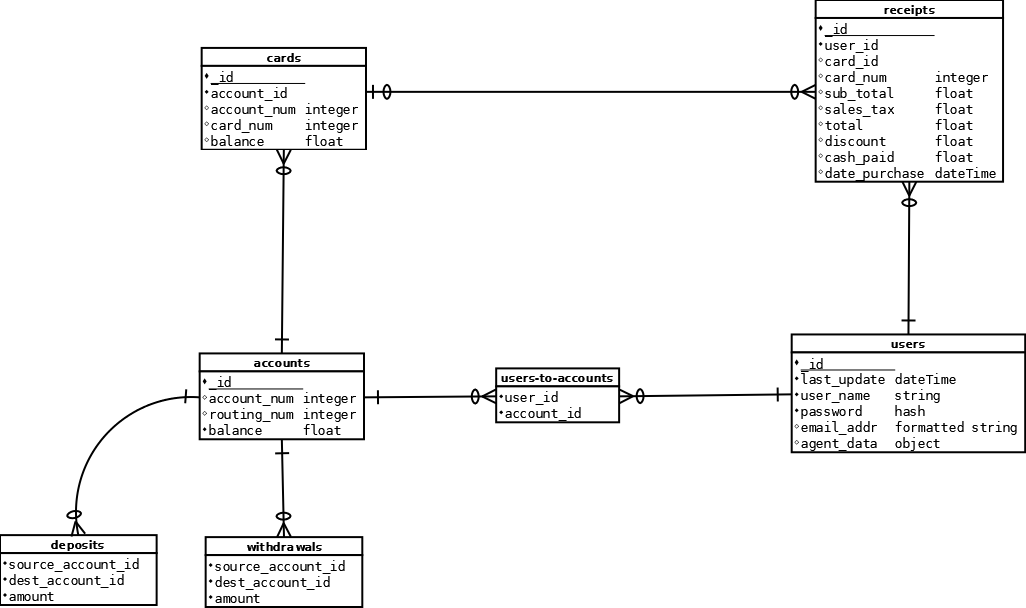 receipts
_id
user_id
card_id
card_num integer
sub_total float
sales_tax float
total float
discount float
cash_paid float
date_purchase dateTime
cards
_id
account_id
account_num integer
card_num integer
balance float
users
_id
last_update dateTime
user_name string
password hash
email_addr formatted string
agent_data object
accounts
_id
account_num integer
routing_num integer
balance float
users-to-accounts
user_id
account_id
deposits
source_account_id
dest_account_id
amount
withdrawals
source_account_id
dest_account_id
amount